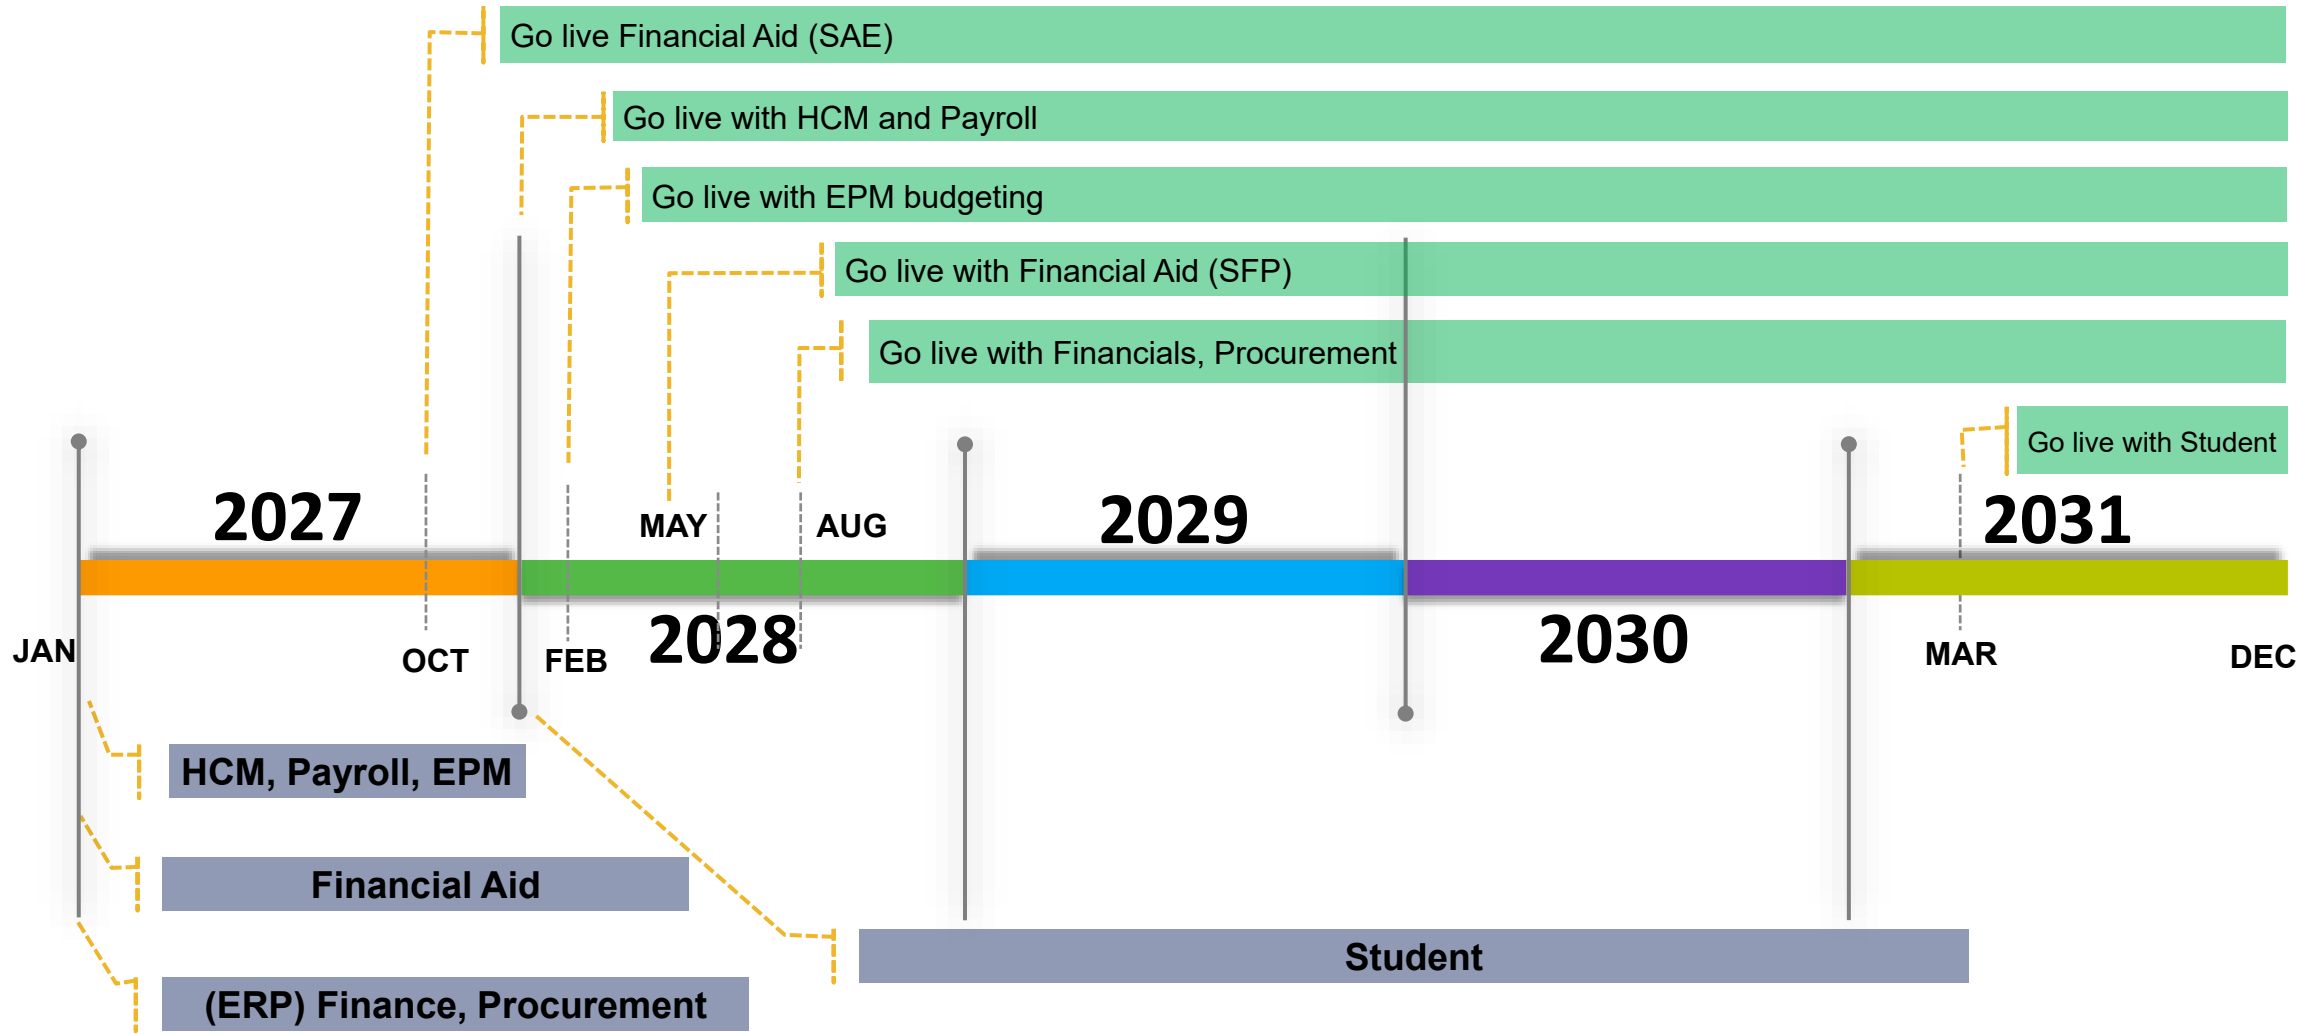 Go live Financial Aid (SAE)
Go live with HCM and Payroll
Go live with EPM budgeting
Go live with Financial Aid (SFP)
Go live with Financials, Procurement
Go live with Student
2027
MAY
AUG
2029
2031
JAN
OCT
FEB
2028
2030
MAR
DEC
HCM, Payroll, EPM
Financial Aid
Student
(ERP) Finance, Procurement